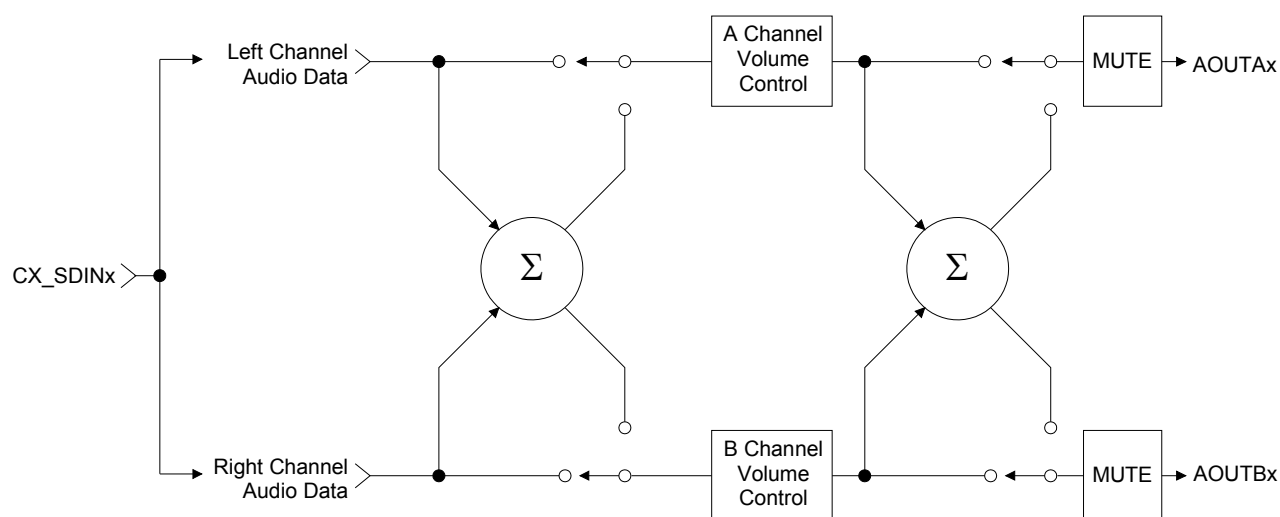 Left Channel
Audio Data
A Channel
Volume
Control
MUTE
AOUTAx
Σ
Σ
CX_SDINx
Right Channel
Audio Data
B Channel
Volume
Control
MUTE
AOUTBx